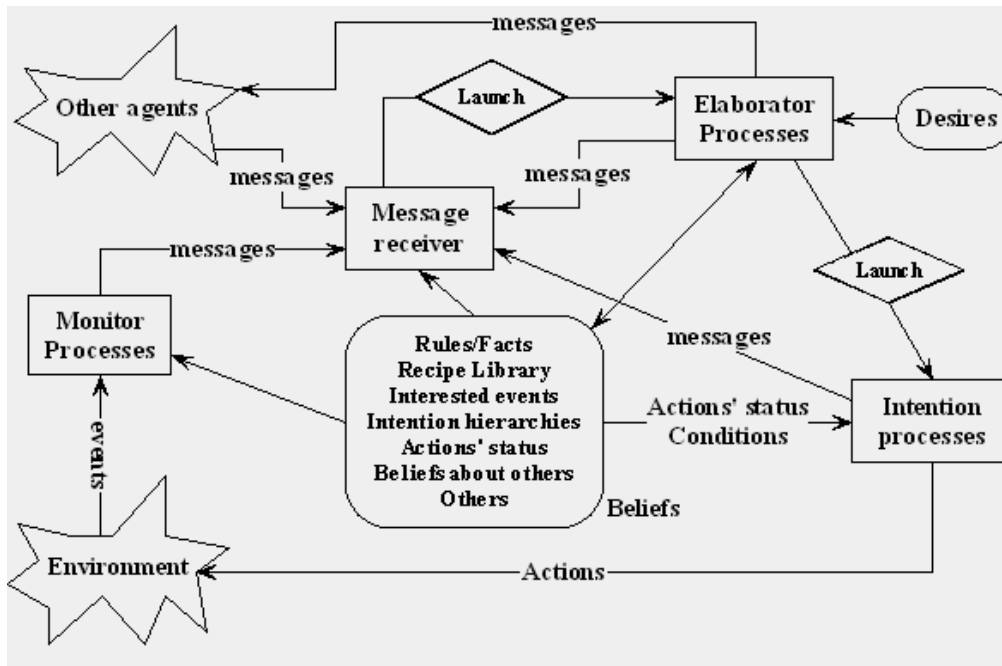 messages
Other agents
Launch
Elaborator
Processes
Desires
messages
messages
Message
receiver
messages
Launch
Monitor
Processes
messages
Rules/Facts
Recipe Library
Interested events
Intention hierarchies
Actions' status
Beliefs about others
Others
Actions' status
Conditions
Intention
processes
events
Beliefs
Environment
Actions